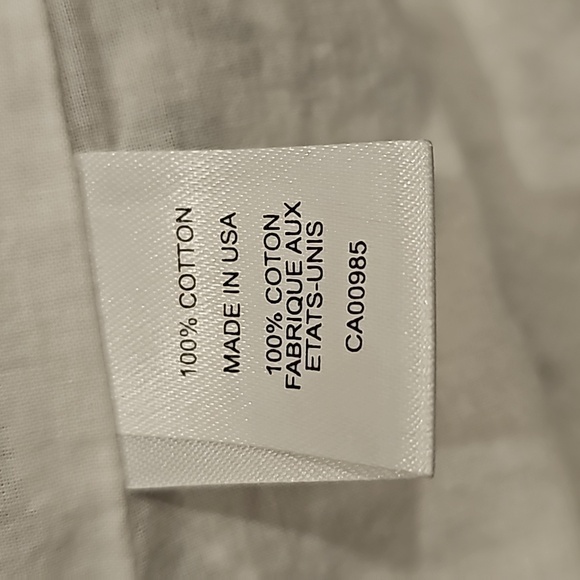 100% COTTON
MADE IN USA
100% COTON
FABRIQUE AUX
ETATS-UNIS
CA00985